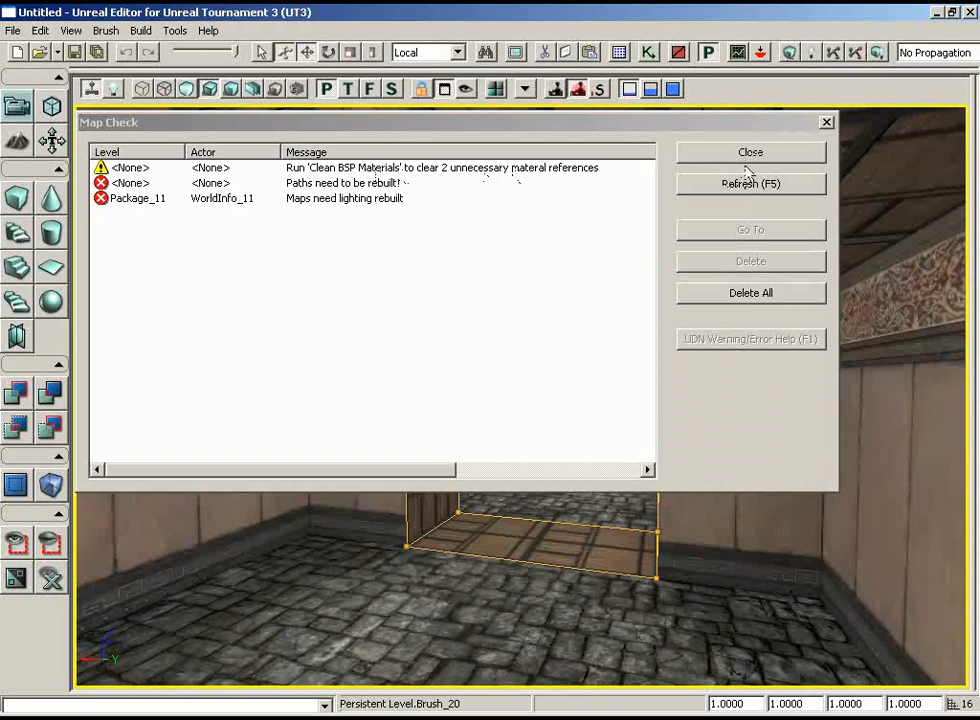 Untitled - Unreal Editor for Unreal Tournament 3 (UT3)
File Edit View Brush Build Tools Help
Local
K
P
No Propagation
P T F S
.S
Map Check
Level Actor Message
<None> <None> Run 'Clean BSP Materials' to clear 2 unnecessary materal references
<None> <None> Paths need to be rebuilt!
Package_11 WorldInfo_11 Maps need lighting rebuilt
Close
Refresh (F5)
Go To
Delete
Delete All
UDN Warning/Error Help (F1)
Y
Persistent Level.Brush_20
1.0000 1.0000 1.0000 1.0000 16